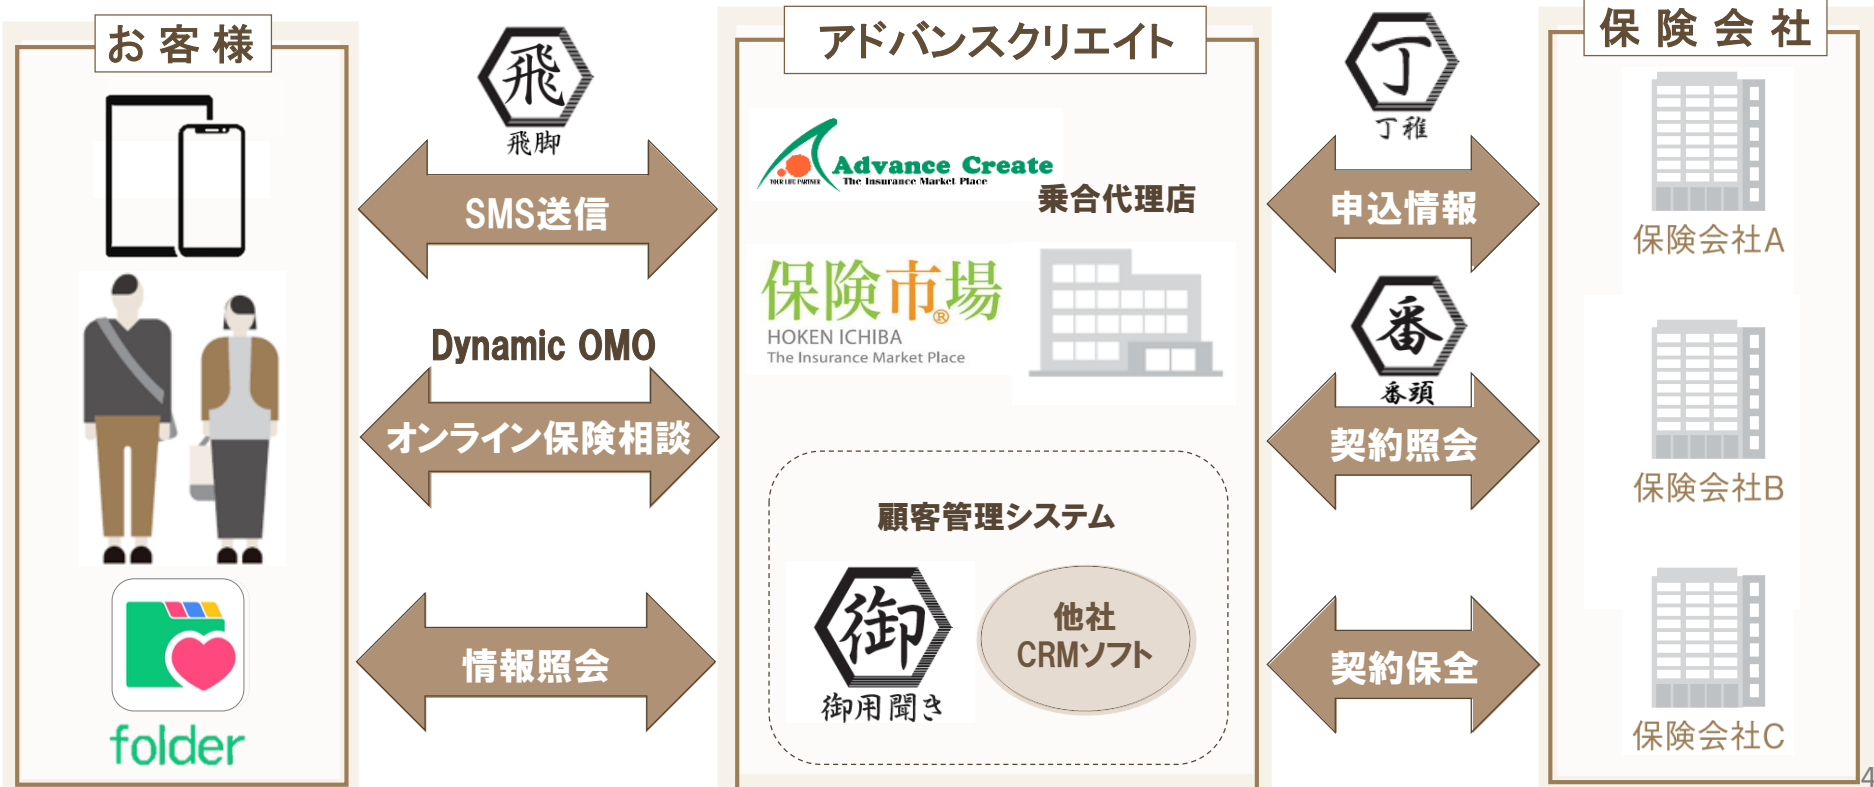 お客様
飛
飛脚
SMS送信
Dynamic OMO
オンライン保険相談
情報照会
folder
アドバンスクリエイト
Advance Create
YOUR LIFE PARTNER
The Insurance Market Place
乗合代理店
保険市場®
HOKEN ICHIBA
The Insurance Market Place
顧客管理システム
御
御用聞き
他社
CRMソフト
丁
丁稚
申込情報
番
番頭
契約照会
契約保全
保険会社
保険会社A
保険会社B
保険会社C
4